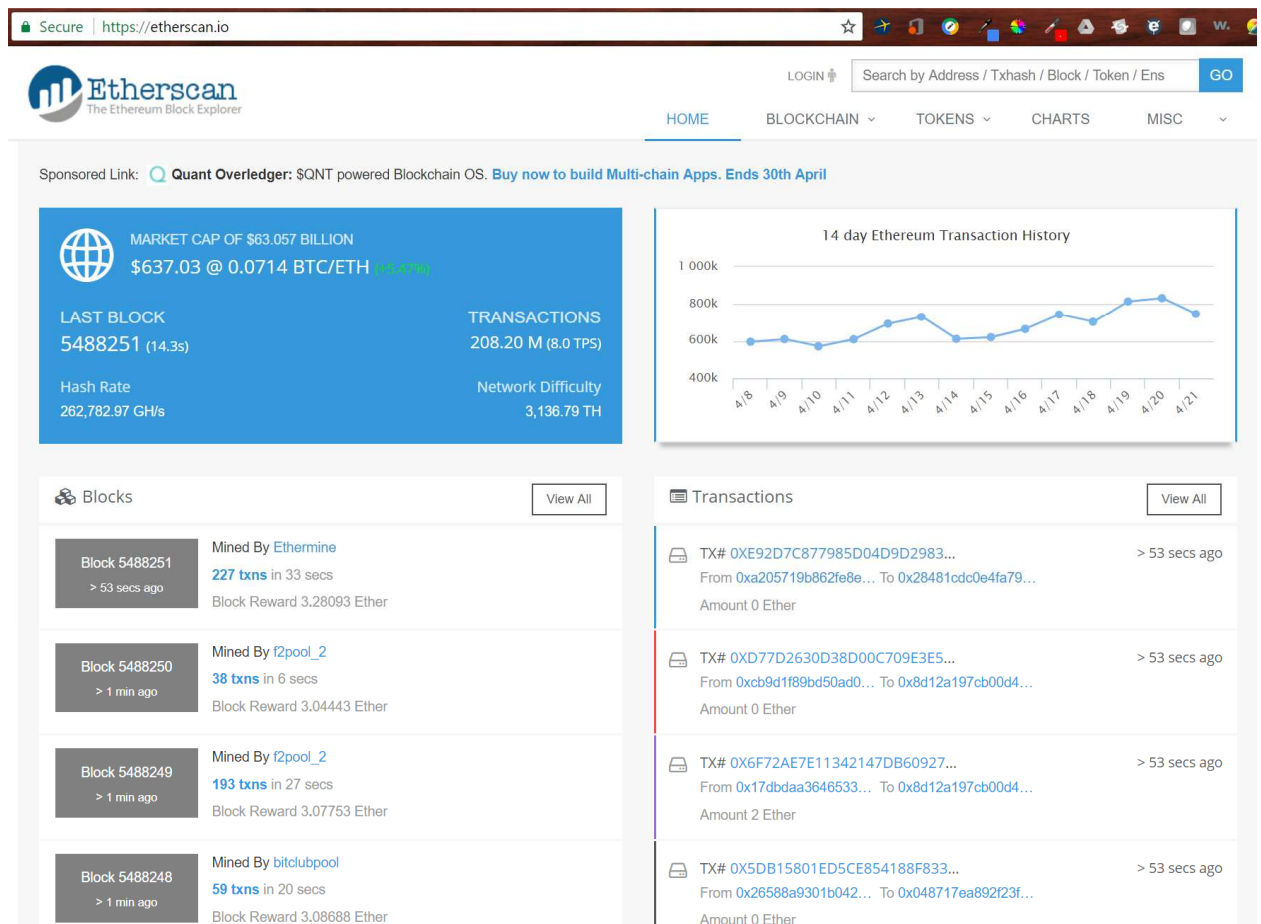 Secure https://etherscan.io
Etherscan
The Ethereum Block Explorer
LOGIN Search by Address / Txhash / Block / Token / Ens GO
HOME BLOCKCHAIN TOKENS CHARTS MISC
Sponsored Link: Quant Overledger: $QNT powered Blockchain OS. Buy now to build Multi-chain Apps. Ends 30th April
MARKET CAP OF $63.057 BILLION
$637.03 @ 0.0714 BTC/ETH (+5.47%)
LAST BLOCK
5488251 (14.3s)
TRANSACTIONS
208.20 M (8.0 TPS)
Hash Rate
262,782.97 GH/s
Network Difficulty
3,136.79 TH
14 day Ethereum Transaction History
1 000k
800k
600k
400k
4/8 4/9 4/10 4/11 4/12 4/13 4/14 4/15 4/16 4/17 4/18 4/19 4/20 4/21
Blocks View All
Block 5488251
> 53 secs ago
Mined By Ethermine
227 txns in 33 secs
Block Reward 3.28093 Ether
Block 5488250
> 1 min ago
Mined By f2pool_2
38 txns in 6 secs
Block Reward 3.04443 Ether
Block 5488249
> 1 min ago
Mined By f2pool_2
193 txns in 27 secs
Block Reward 3.07753 Ether
Block 5488248
> 1 min ago
Mined By bitclubpool
59 txns in 20 secs
Block Reward 3.08688 Ether
Transactions View All
TX# 0XE92D7C877985D04D9D2983... > 53 secs ago
From 0xa205719b862fe8e... To 0x28481cdc0e4fa79...
Amount 0 Ether
TX# 0XD77D2630D38D00C709E3E5... > 53 secs ago
From 0xcb9d1f89bd50ad0... To 0x8d12a197cb00d4...
Amount 0 Ether
TX# 0X6F72AE7E11342147DB60927... > 53 secs ago
From 0x17dbdaa3646533... To 0x8d12a197cb00d4...
Amount 2 Ether
TX# 0X5DB15801ED5CE854188F833... > 53 secs ago
From 0x26588a9301b042... To 0x048717ea892f23f...
Amount 0 Ether